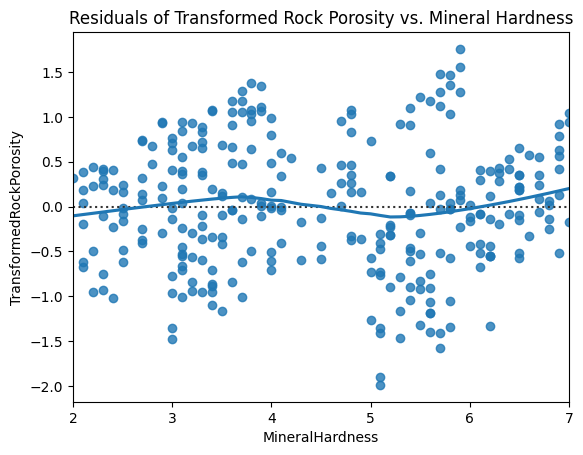 Residuals of Transformed Rock Porosity vs. Mineral Hardness
TransformedRockPorosity
1.5
1.0
0.5
0.0
−0.5
−1.0
−1.5
−2.0
2 3 4 5 6 7
MineralHardness